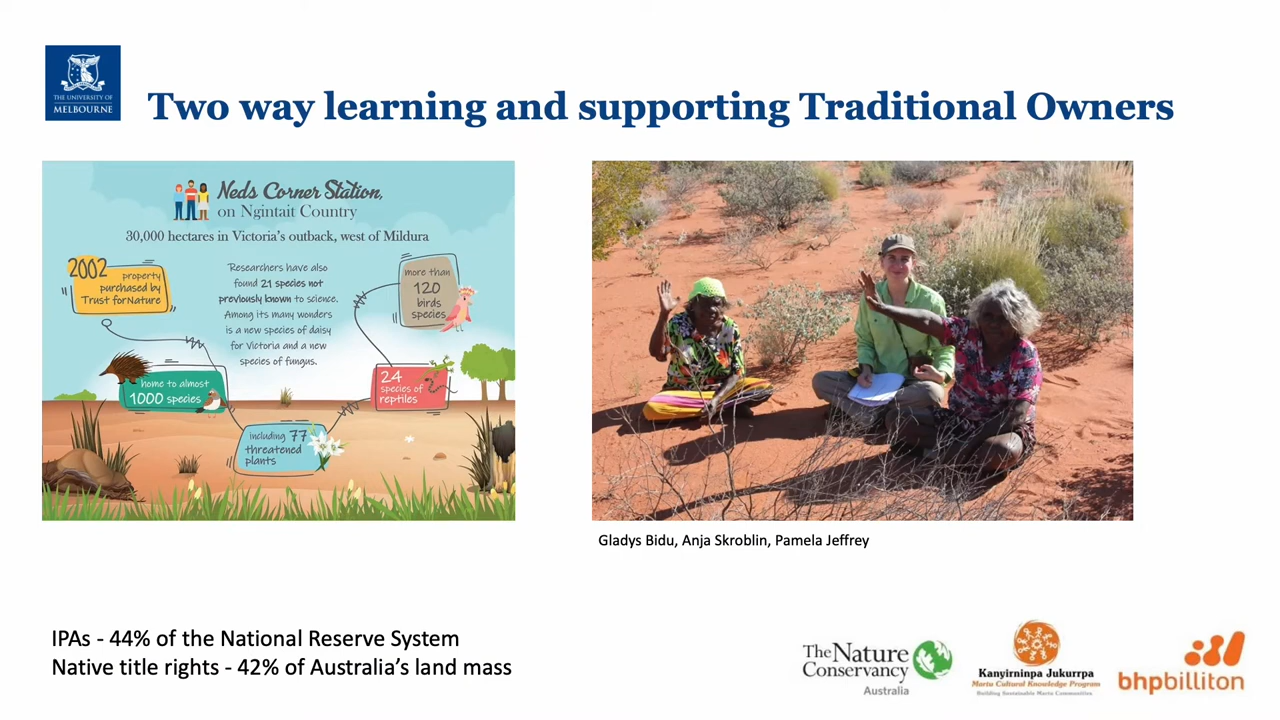 THE UNIVERSITY OF
MELBOURNE
Two way learning and supporting Traditional Owners
Neds Corner Station,
on Ngintait Country
30,000 hectares in Victoria's outback, west of Mildura
2002
property
purchased by
Trust forNature
Researchers have also
found 21 species not
previously known to science.
Among its many wonders
is a new species of daisy
for Victoria and a new
species of fungus.
more than
120
birds
species
home to almost
1000 species
24
species of
reptiles
including 77
threatened
plants
Gladys Bidu, Anja Skroblin, Pamela Jeffrey
IPAs - 44% of the National Reserve System
Native title rights - 42% of Australia's land mass
The Nature
Conservancy
Australia
Kanyirninpa Jukurrpa
Martu Cultural Knowledge Program
Building Sustainable Martu Communities
bhpbilliton